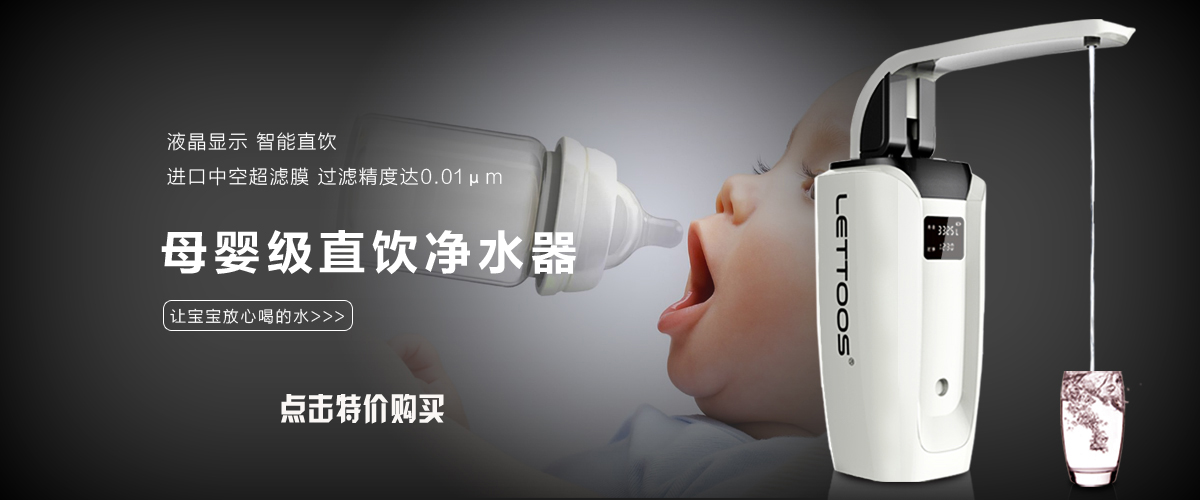 液晶显示 智能直饮
进口中空超滤膜 过滤精度达0.01μm
母婴级直饮净水器
让宝宝放心喝的水>>>
点击特价购买
LETTOOS®
3325L